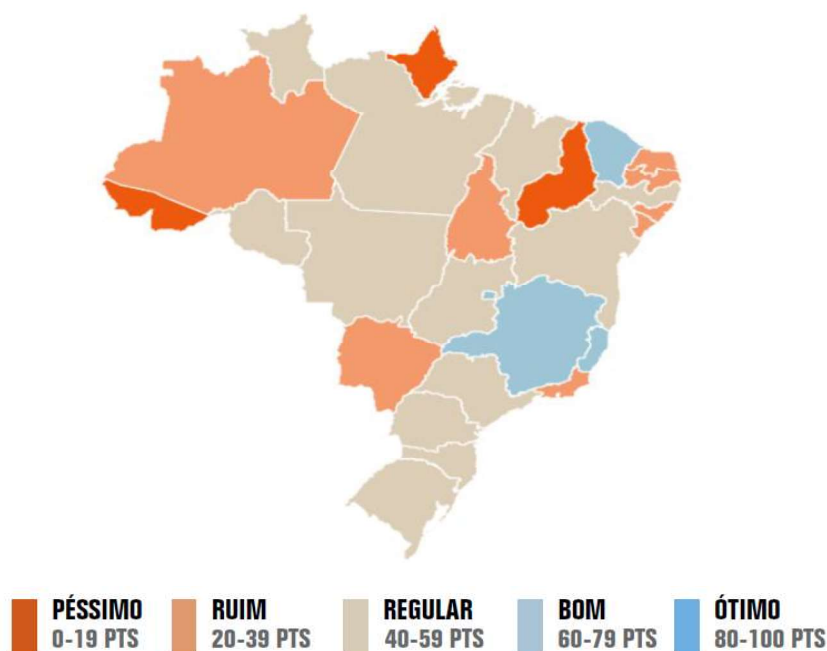 PÉSSIMO
0-19 PTS
RUIM
20-39 PTS
REGULAR
40-59 PTS
BOM
60-79 PTS
ÓTIMO
80-100 PTS